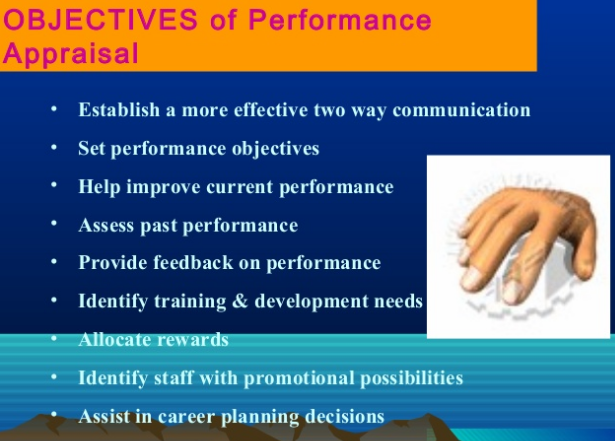 OBJECTIVES of Performance
Appraisal
• Establish a more effective two way communication
• Set performance objectives
• Help improve current performance
• Assess past performance
• Provide feedback on performance
• Identify training & development needs
• Allocate rewards
• Identify staff with promotional possibilities
• Assist in career planning decisions